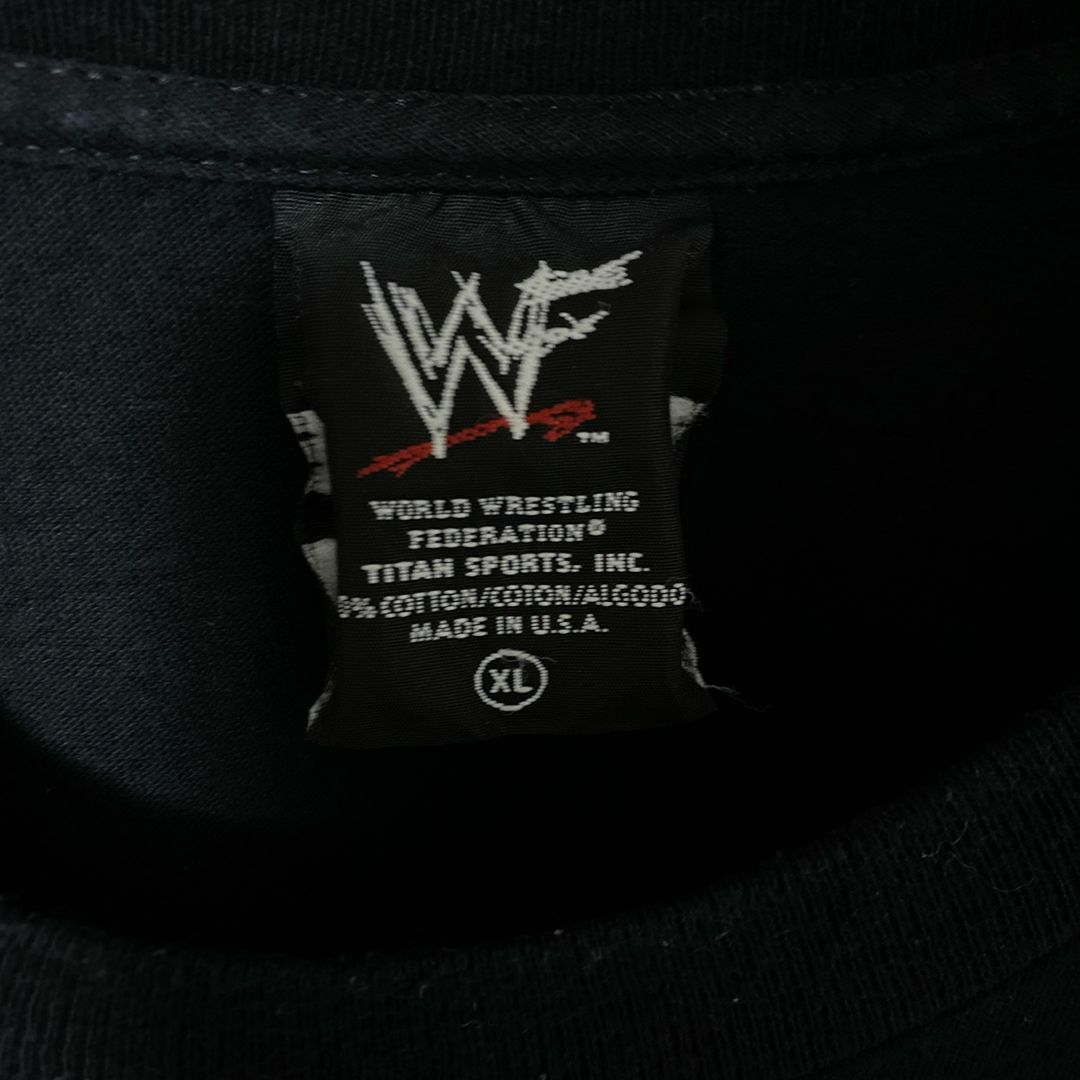 WF
TM
WORLD WRESTLING
FEDERATION®
TITAN SPORTS, INC.
% COTTON/COTON/ALGODO
MADE IN U.S.A.
XL